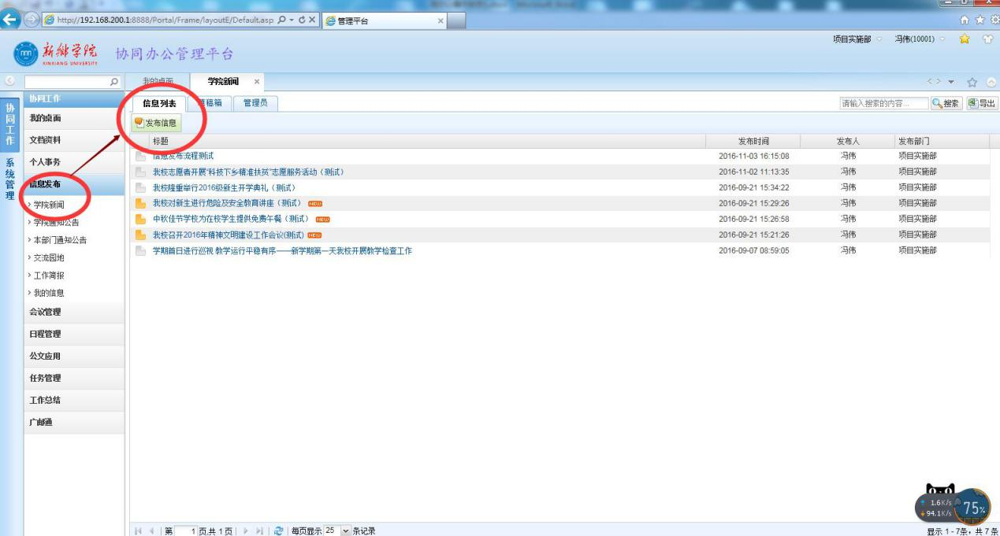 http://192.168.200.1:8888/Portal/Frame/layoutE/Default.asp
管理平台
新乡学院
XINXIANG UNIVERSITY
协同办公管理平台
项目实施部
冯伟(10001)
我的桌面
学院新闻
协同工作
系统管理
协同工作
我的桌面
文档资料
个人事务
信息发布
学院新闻
学院通知公告
本部门通知公告
交流园地
工作简报
我的信息
会议管理
日程管理
公文应用
任务管理
工作总结
广邮通
信息列表
草稿箱
管理员
请输入搜索的内容...
搜索
导出
发布信息
标题 发布时间 发布人 发布部门
信息发布流程测试 2016-11-03 16:15:08 冯伟 项目实施部
我校志愿者开展“科技下乡精准扶贫”志愿服务活动（测试） 2016-11-02 11:13:35 冯伟 项目实施部
我校隆重举行2016级新生开学典礼（测试） 2016-09-21 15:34:22 冯伟 项目实施部
我校对新生进行危险及安全教育讲座（测试） NEW 2016-09-21 15:29:26 冯伟 项目实施部
中秋佳节学校为在校学生提供免费午餐（测试） NEW 2016-09-21 15:26:58 冯伟 项目实施部
我校召开2016年精神文明建设工作会议(测试) NEW 2016-09-21 15:21:26 冯伟 项目实施部
学期首日进行巡视 教学运行平稳有序——新学期第一天我校开展教学检查工作 2016-09-07 08:59:05 冯伟 项目实施部
1.6K/s
94.1K/s
75%
第 1 页,共 1 页 每页显示 25 条记录
显示 1 - 7条，共 7 条